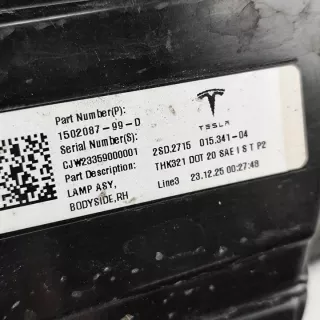 Part Number(P):
1502087-99-D
Serial Number(S):
CJW23359000001
Part Description:
LAMP ASY,
BODYSIDE,RH
TESLA
2SD.2715 015.341-04
THK321 DOT 20 SAE I S T P2
Line3 23.12.25 00:27:48